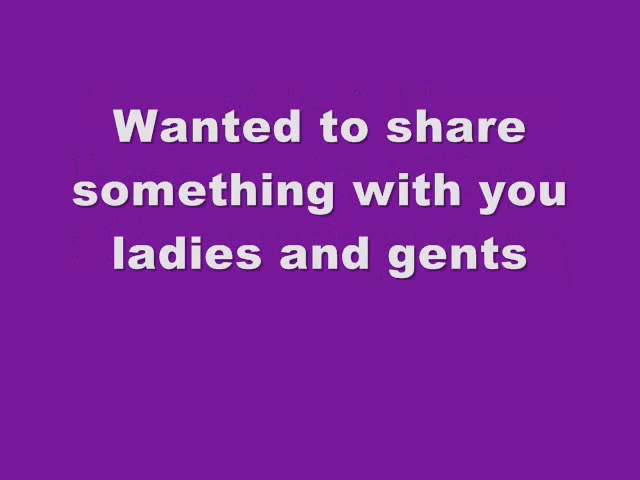 Wanted to share
something with you
ladies and gents